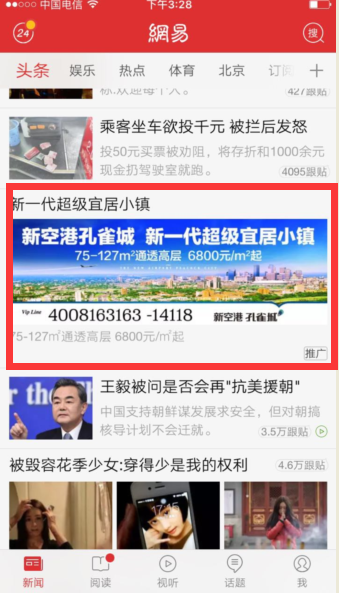 中国电信 下午3:28
24 網易 搜
头条 娱乐 热点 体育 北京 订阅
427跟贴
乘客坐车欲投千元 被拦后发怒
投50元买票被劝阻，将存折和1000余元
现金扔驾驶室就跑。 4095跟贴
新一代超级宜居小镇
新空港孔雀城 新一代超级宜居小镇
75-127㎡通透高层 6800元/㎡起
Vip Line 4008163163 -14118 新空港 孔雀城
75-127㎡通透高层 6800元/㎡起
推广
the Th
王毅被问是否会再"抗美援朝"
中国支持朝鲜谋发展求安全，但对朝搞
核导计划不会迁就。 3.5万跟贴
被毁容花季少女:穿得少是我的权利 4.6万跟贴
新闻 阅读 视听 话题 我